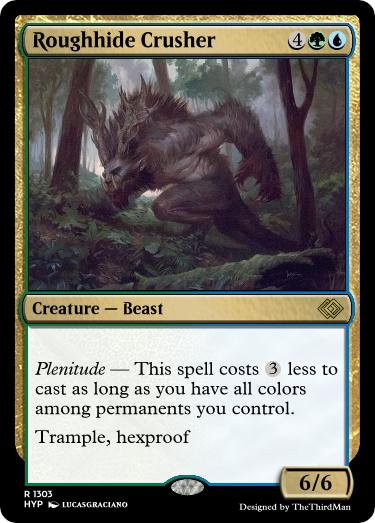 Roughhide Crusher 4
Creature — Beast
Plenitude — This spell costs 3 less to
cast as long as you have all colors
among permanents you control.
Trample, hexproof
6/6
R 1303
HYP LUCASGRACIANO
Designed by TheThirdMan